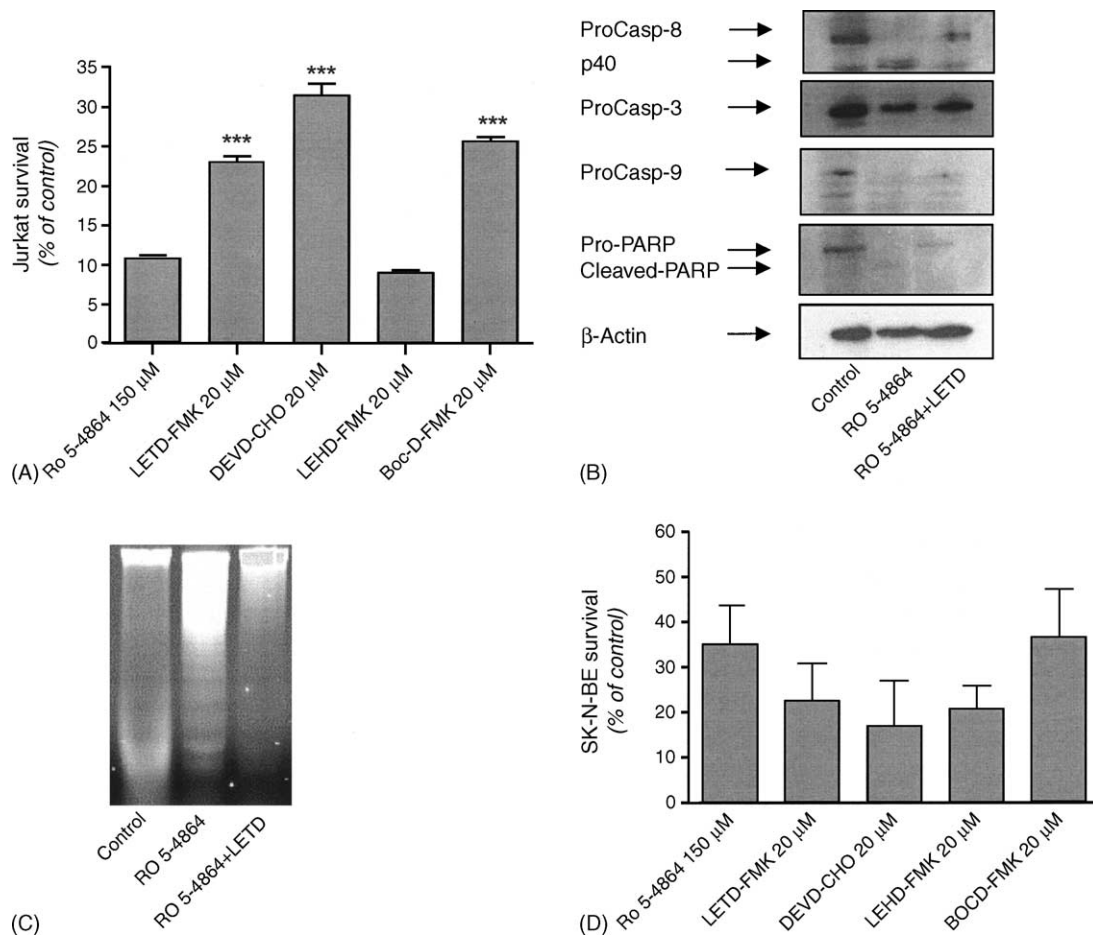 35
30
25
20
15
10
5
0
Jurkat survival
(% of control)
***
***
***
Ro 5-4864 150 µM
LETD-FMK 20 µM
DEVD-CHO 20 µM
LEHD-FMK 20 µM
Boc-D-FMK 20 µM
(A)
ProCasp-8
p40
ProCasp-3
ProCasp-9
Pro-PARP
Cleaved-PARP
β-Actin
Control
RO 5-4864
RO 5-4864+LETD
(B)
Control
RO 5-4864
RO 5-4864+LETD
(C)
60
50
40
30
20
10
0
SK-N-BE survival
(% of control)
Ro 5-4864 150 µM
LETD-FMK 20 µM
DEVD-CHO 20 µM
LEHD-FMK 20 µM
BOCD-FMK 20 µM
(D)